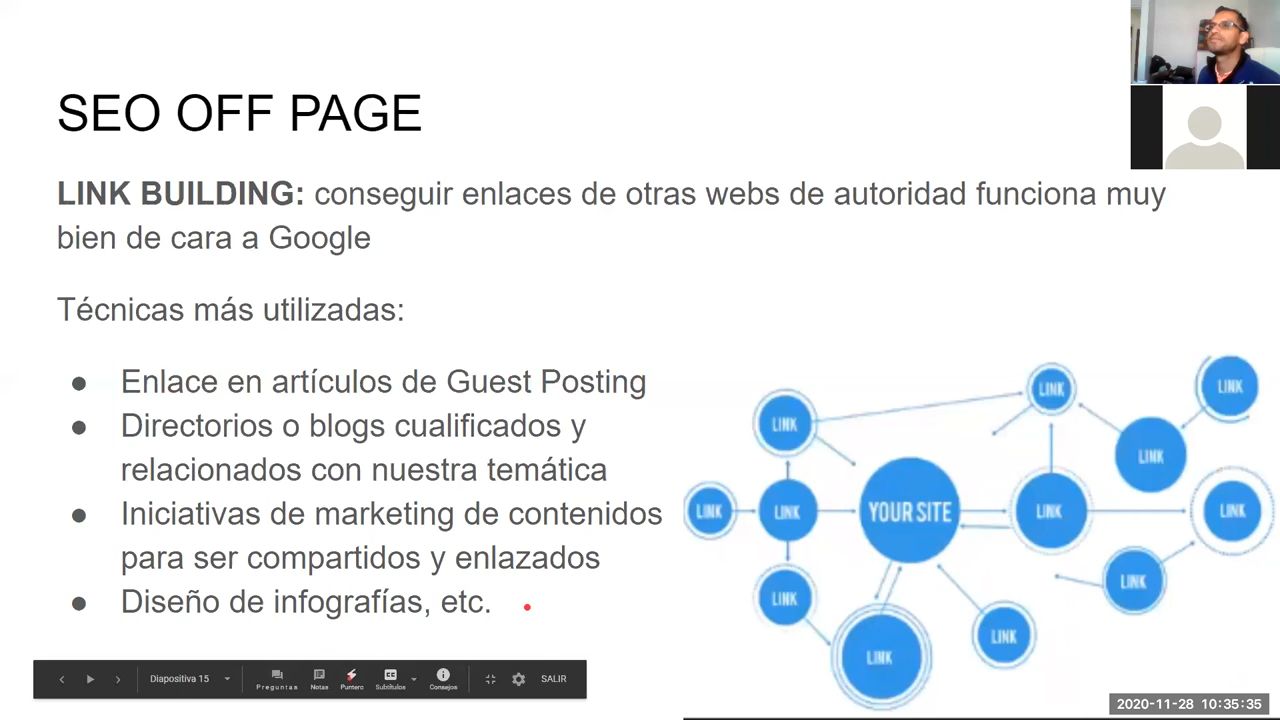 SEO OFF PAGE
LINK BUILDING: conseguir enlaces de otras webs de autoridad funciona muy
bien de cara a Google
Técnicas más utilizadas:
● Enlace en artículos de Guest Posting
● Directorios o blogs cualificados y
relacionados con nuestra temática
● Iniciativas de marketing de contenidos
para ser compartidos y enlazados
● Diseño de infografías, etc.
LINK
LINK
LINK
LINK
LINK
LINK
YOUR SITE
LINK
LINK
LINK
LINK
LINK
LINK
Diapositiva 15
Preguntas
Notas
Puntero
CC
Subtítulos
Consejos
SALIR
2020-11-28 10:35:35